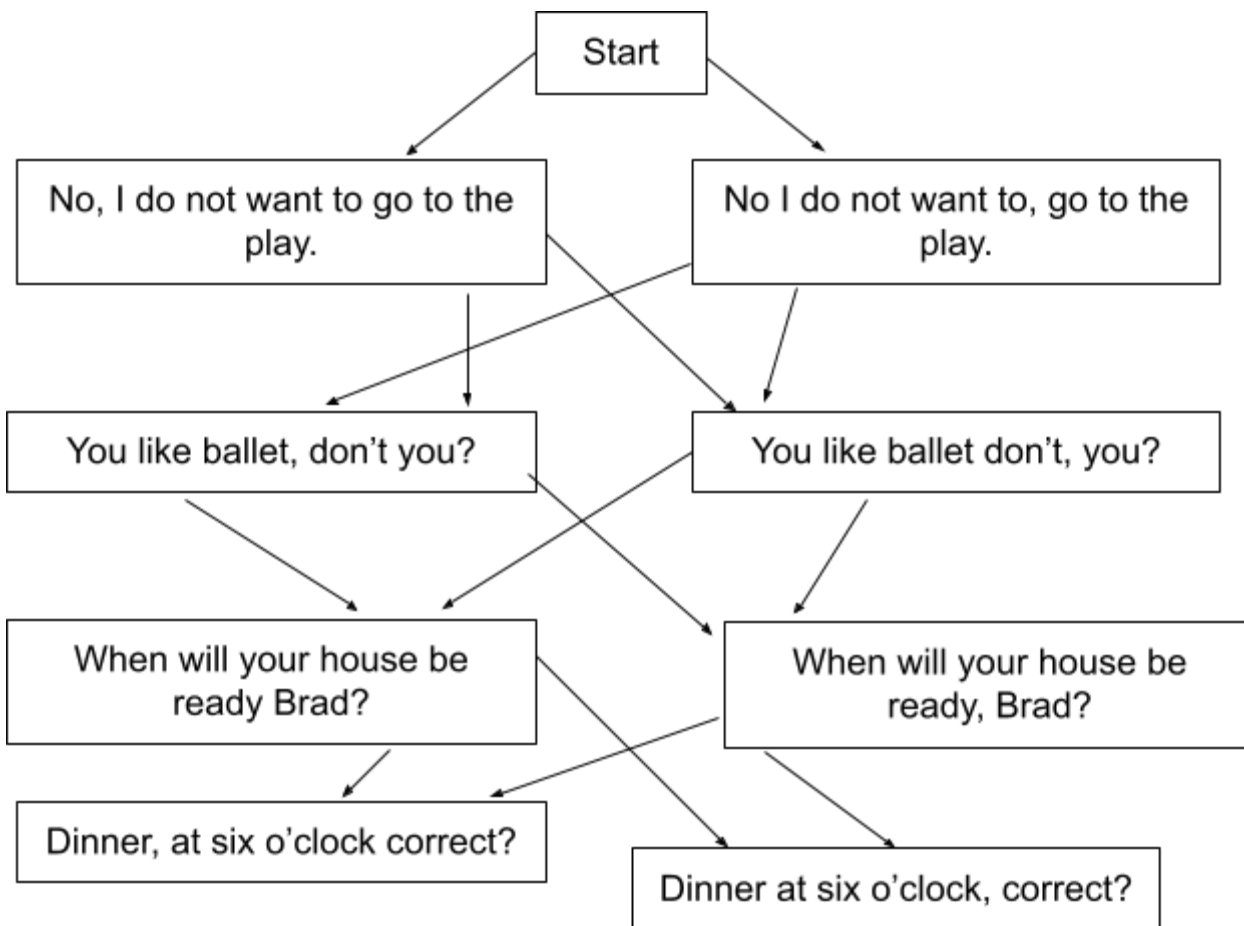 Start
No, I do not want to go to the
play.
No I do not want to, go to the
play.
You like ballet, don’t you?
You like ballet don’t, you?
When will your house be
ready Brad?
When will your house be
ready, Brad?
Dinner, at six o’clock correct?
Dinner at six o’clock, correct?